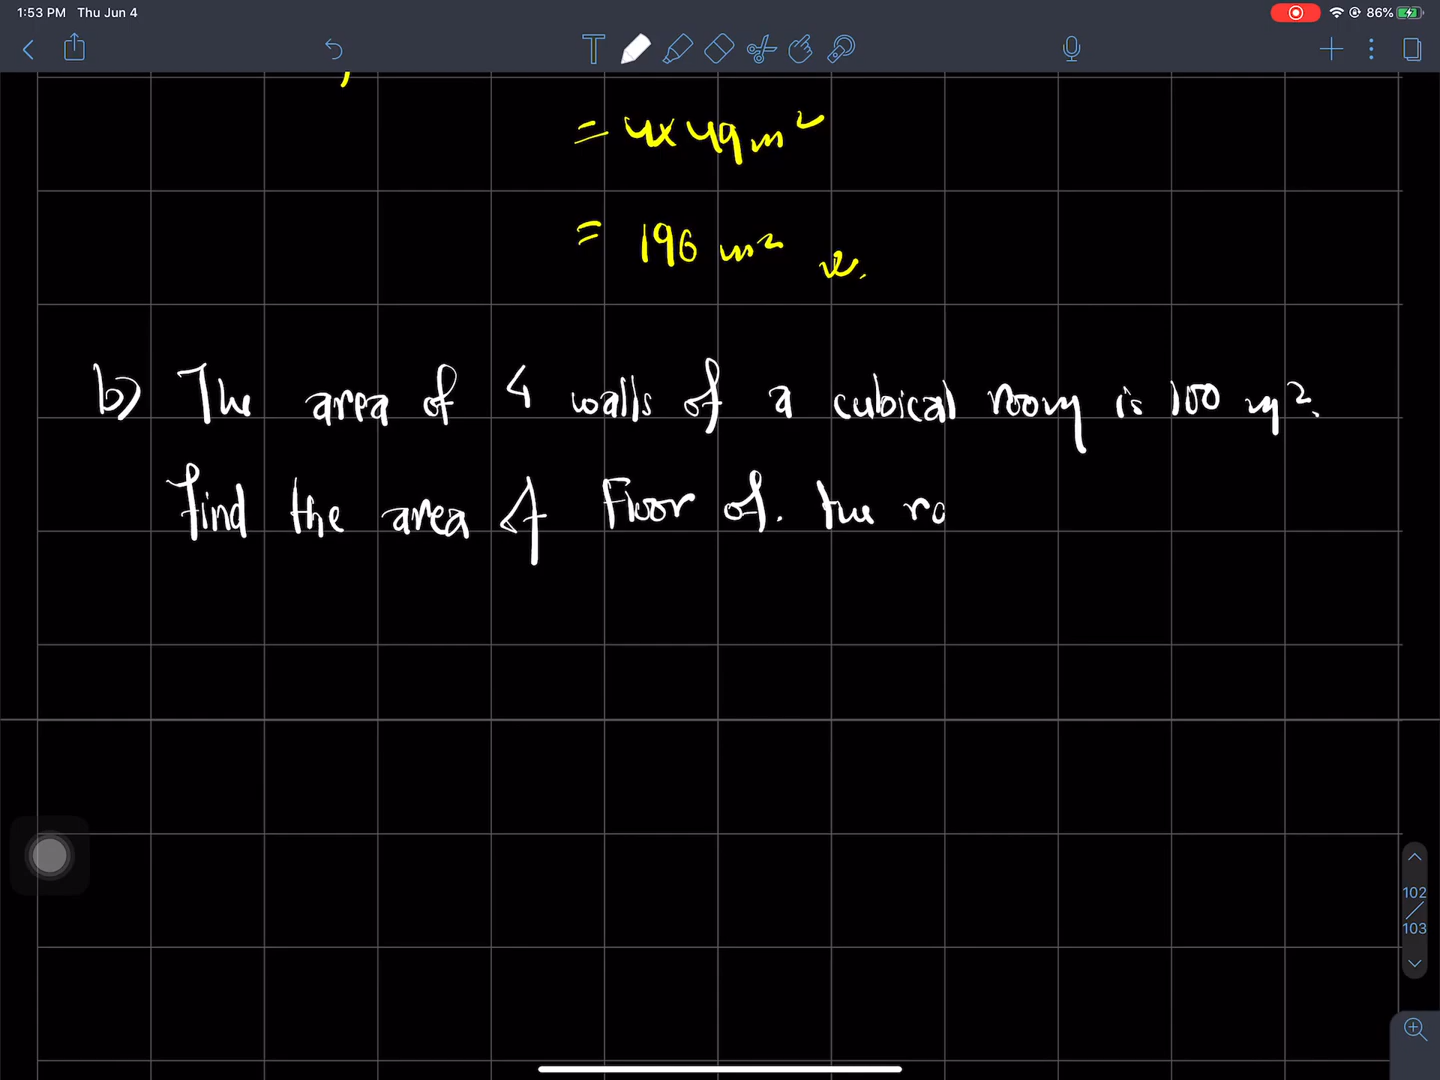 1:53 PM Thu Jun 4
86%
= 4x49m²
= 196 m²
b) The area of 4 walls of a cubical room is 100 m².
Find the area of Floor of. the ro
102
103